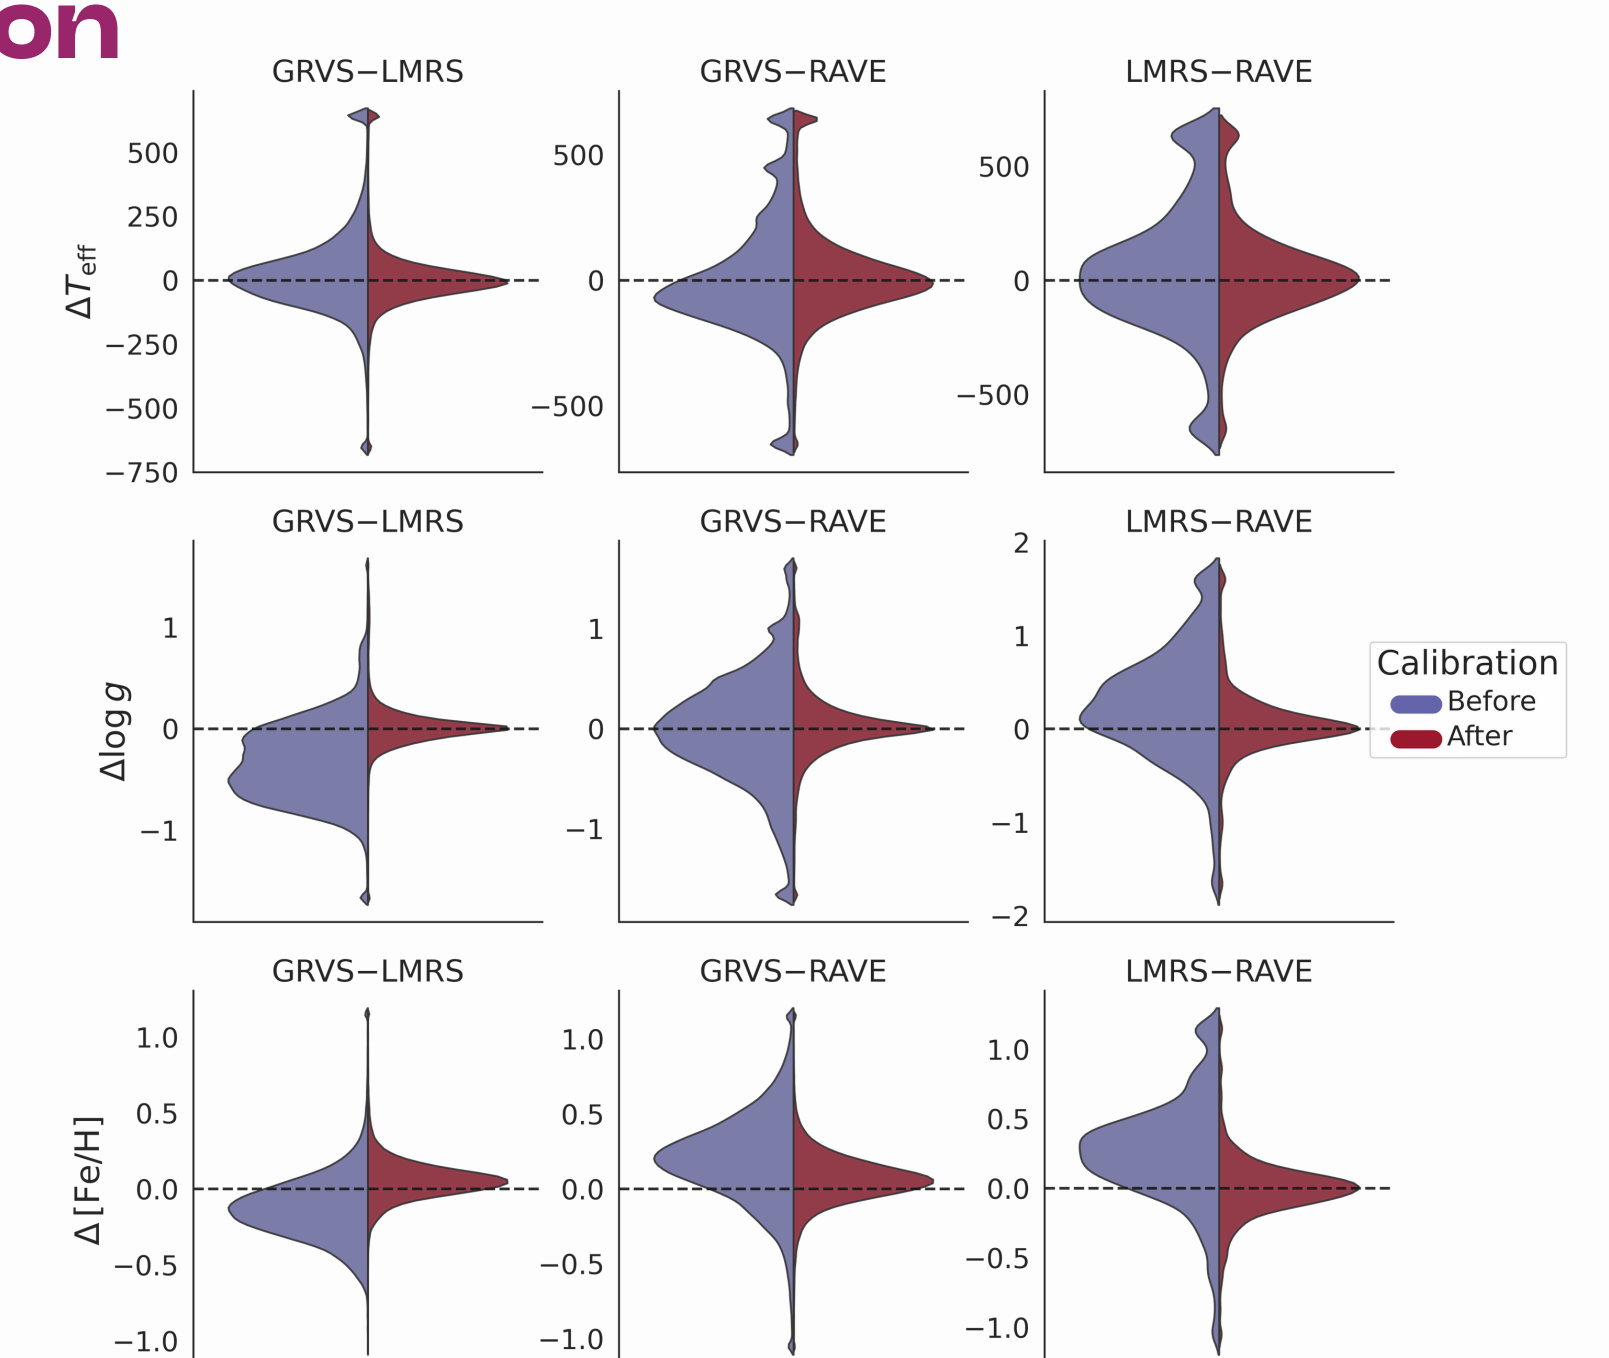 on
GRVS−LMRS
GRVS−RAVE
LMRS−RAVE
ΔTeff
500
250
0
−250
−500
−750
500
0
−500
500
0
−500
GRVS−LMRS
GRVS−RAVE
LMRS−RAVE
Δlog g
1
0
−1
1
0
−1
2
1
0
−1
−2
Calibration
Before
After
GRVS−LMRS
GRVS−RAVE
LMRS−RAVE
Δ [Fe/H]
1.0
0.5
0.0
−0.5
−1.0
1.0
0.5
0.0
−0.5
−1.0
1.0
0.5
0.0
−0.5
−1.0